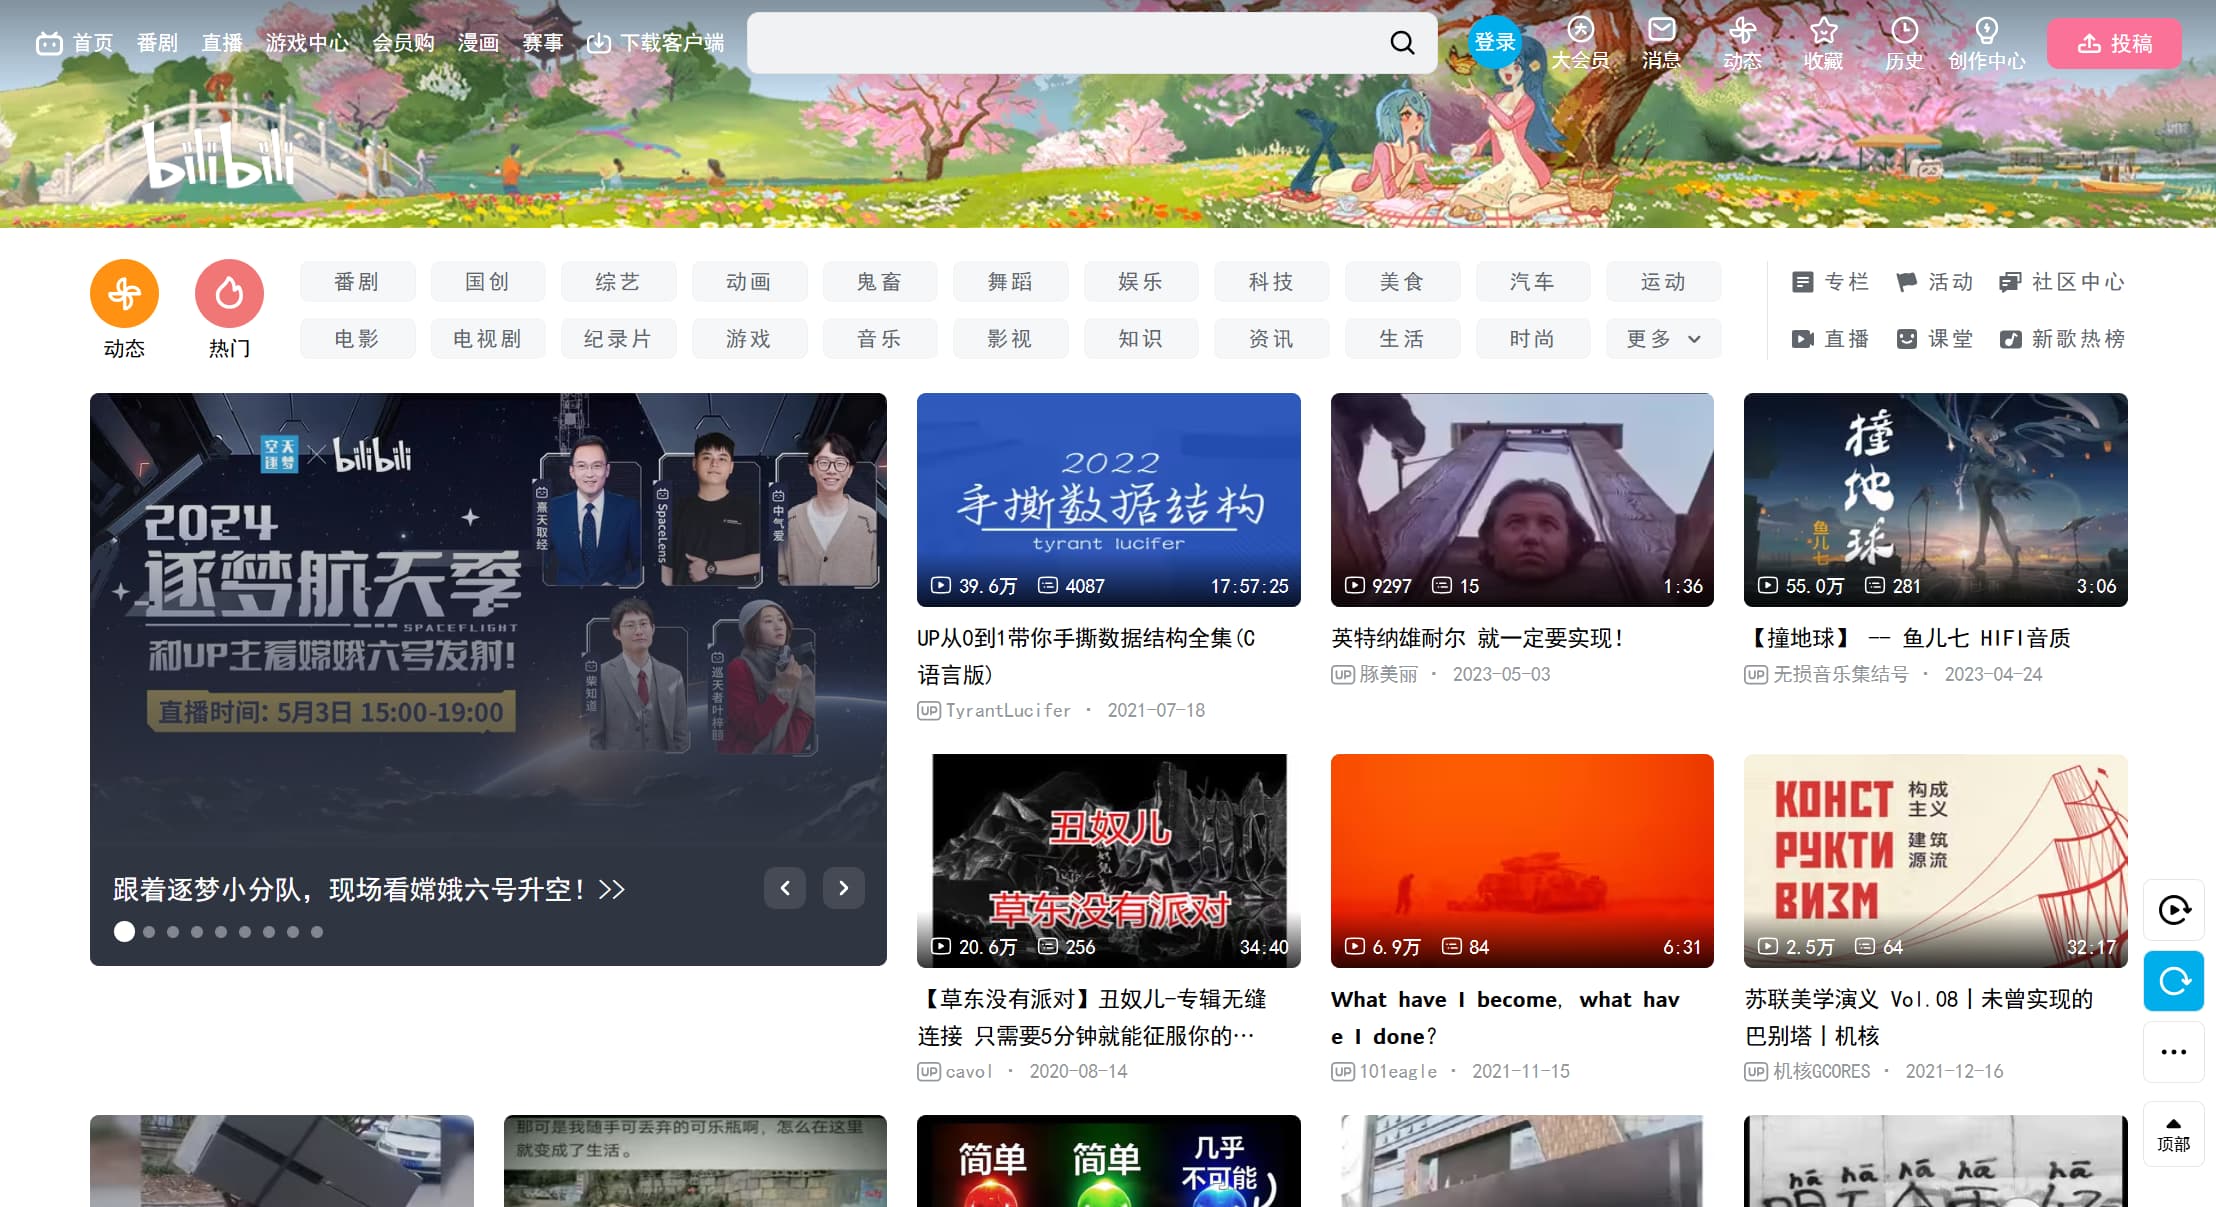 首页 番剧 直播 游戏中心 会员购 漫画 赛事 下载客户端
登录 大会员 消息 动态 收藏 历史 创作中心 投稿
bilibili
动态 热门
番剧 国创 综艺 动画 鬼畜 舞蹈 娱乐 科技 美食 汽车 运动
电影 电视剧 纪录片 游戏 音乐 影视 知识 资讯 生活 时尚 更多
专栏 活动 社区中心
直播 课堂 新歌热榜
空天逐梦 × bilibili
2024
逐梦航天季
SPACEFLIGHT
和UP主看嫦娥六号发射!
直播时间: 5月3日 15:00-19:00
熹天取经
SpaceLens
中气爱
柴知道
巡天者叶梓颐
跟着逐梦小分队，现场看嫦娥六号升空！>>
2022
手撕数据结构
tyrant lucifer
39.6万 4087 17:57:25
UP从0到1带你手撕数据结构全集(C
语言版)
UP TyrantLucifer · 2021-07-18
9297 15 1:36
英特纳雄耐尔 就一定要实现！
UP 豚美丽 · 2023-05-03
撞地球
鱼儿七
55.0万 281 3:06
【撞地球】 -- 鱼儿七 HIFI音质
UP 无损音乐集结号 · 2023-04-24
丑奴儿
草东没有派对
20.6万 256 34:40
【草东没有派对】丑奴儿-专辑无缝
连接 只需要5分钟就能征服你的…
UP cavol · 2020-08-14
6.9万 84 6:31
What have I become, what hav
e I done?
UP 101eagle · 2021-11-15
КОНСТ
РУКТИ
ВИЗМ
构成
主义
建筑
源流
2.5万 64 32:17
苏联美学演义 Vol.08丨未曾实现的
巴别塔丨机核
UP 机核GCORES · 2021-12-16
那可是我随手可丢弃的可乐瓶啊，怎么在这里
就变成了生活。
简单 简单 几乎
不可能
nā hā hā hā hā
顶部